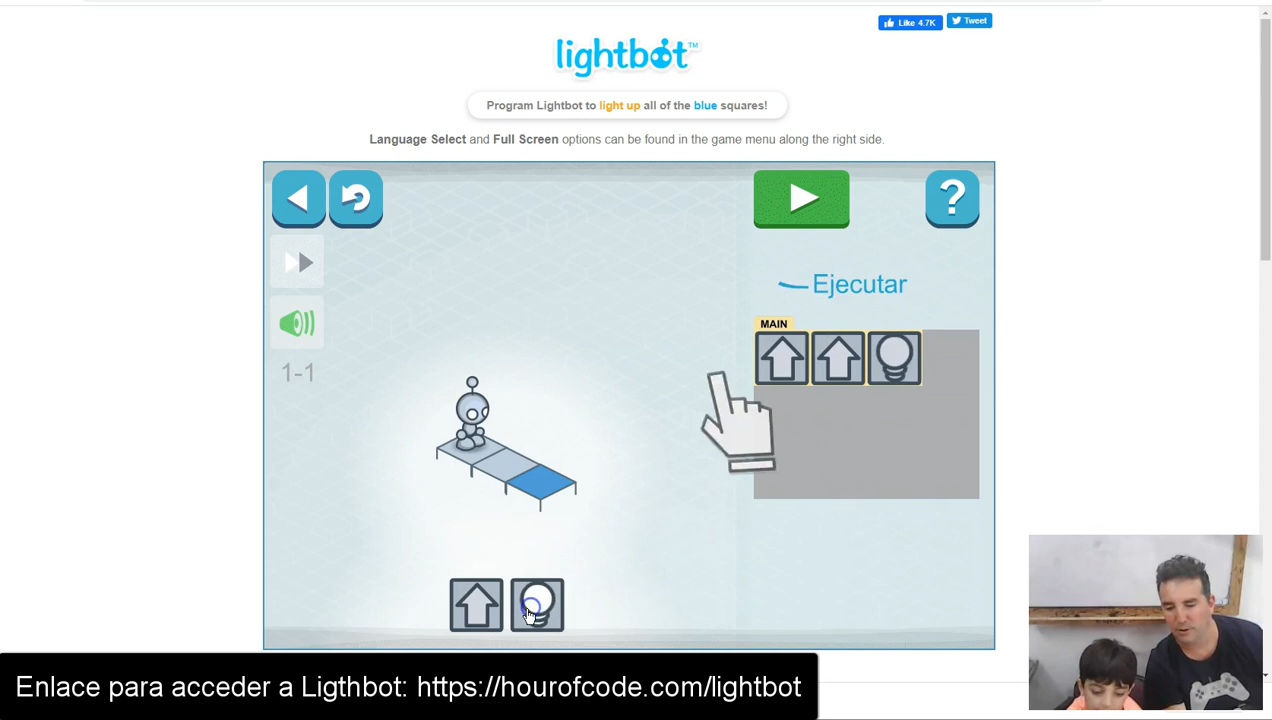 Like 4.7K
Tweet
lightbot™
Program Lightbot to light up all of the blue squares!
Language Select and Full Screen options can be found in the game menu along the right side.
?
Ejecutar
MAIN
1-1
Enlace para acceder a Ligthbot: https://hourofcode.com/lightbot